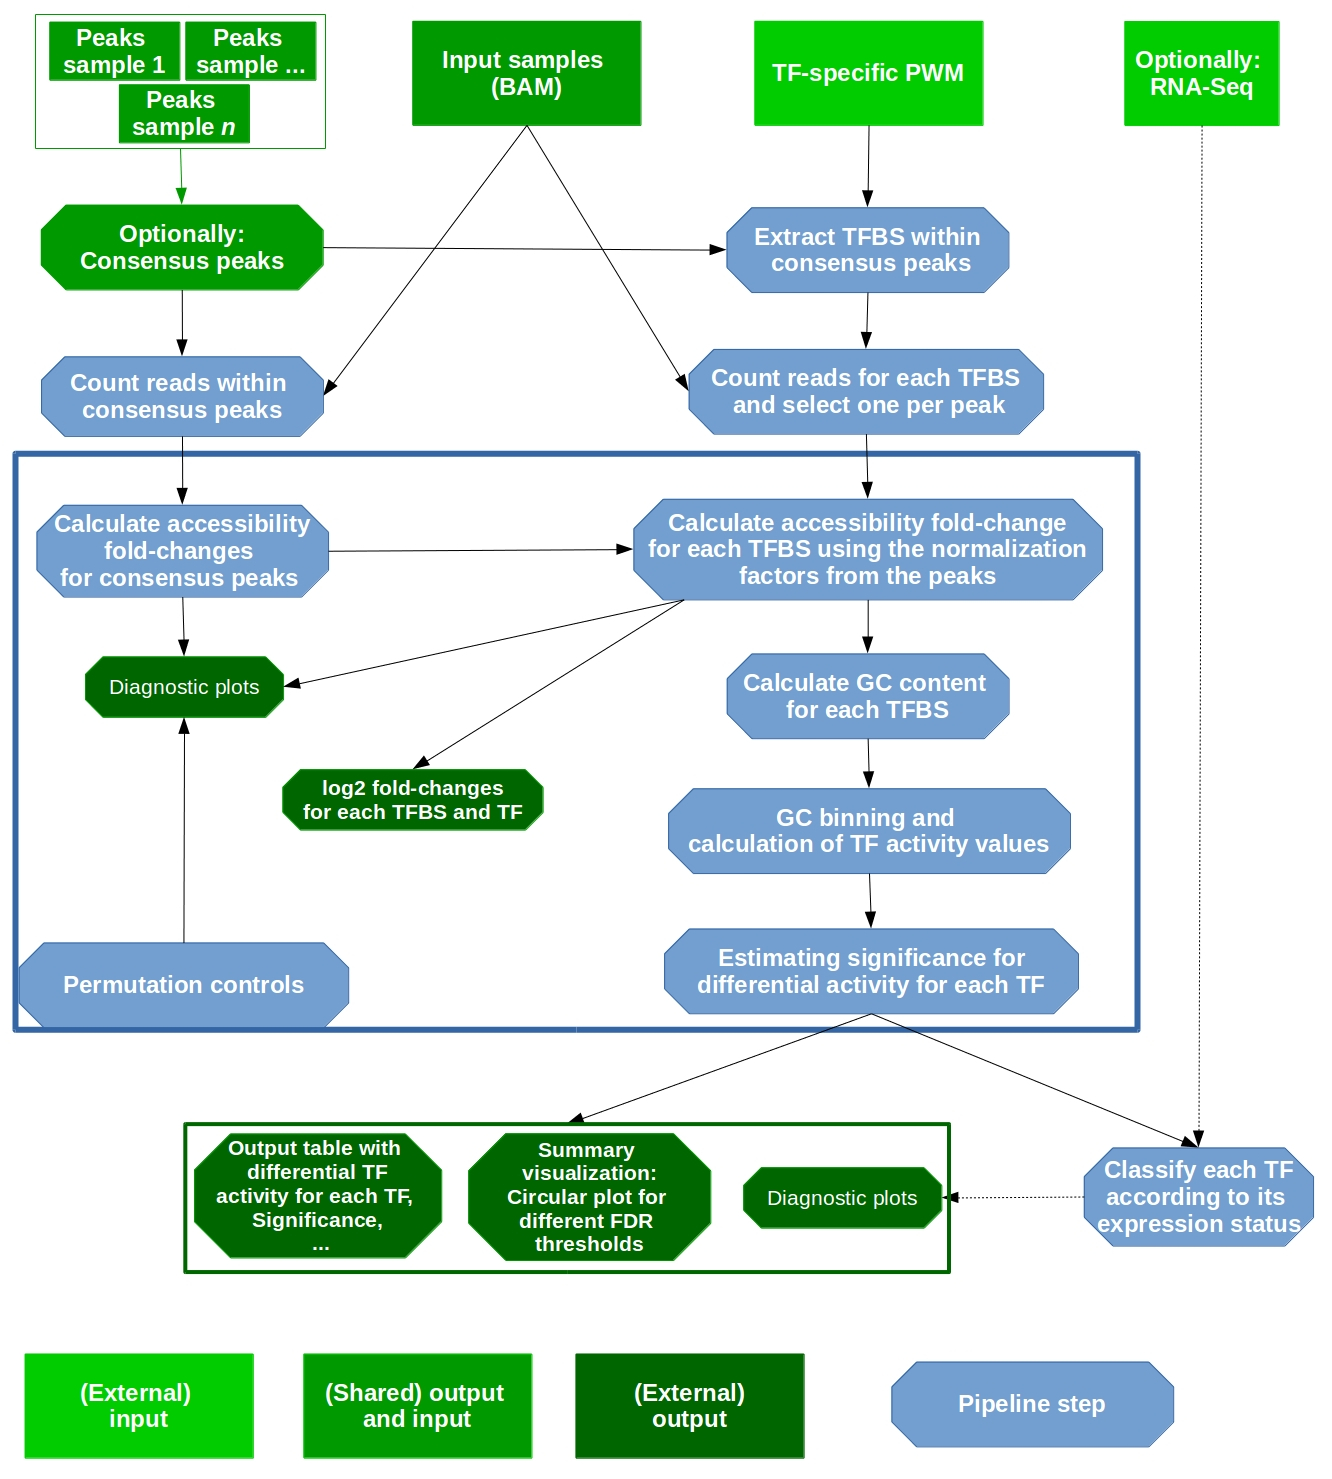 Peaks
sample 1
Peaks
sample ...
Peaks
sample n
Input samples
(BAM)
TF-specific PWM
Optionally:
RNA-Seq
Optionally:
Consensus peaks
Extract TFBS within
consensus peaks
Count reads within
consensus peaks
Count reads for each TFBS
and select one per peak
Calculate accessibility
fold-changes
for consensus peaks
Calculate accessibility fold-change
for each TFBS using the normalization
factors from the peaks
Diagnostic plots
Calculate GC content
for each TFBS
log2 fold-changes
for each TFBS and TF
GC binning and
calculation of TF activity values
Permutation controls
Estimating significance for
differential activity for each TF
Output table with
differential TF
activity for each TF,
Significance,
...
Summary
visualization:
Circular plot for
different FDR
thresholds
Diagnostic plots
Classify each TF
according to its
expression status
(External)
input
(Shared) output
and input
(External)
output
Pipeline step